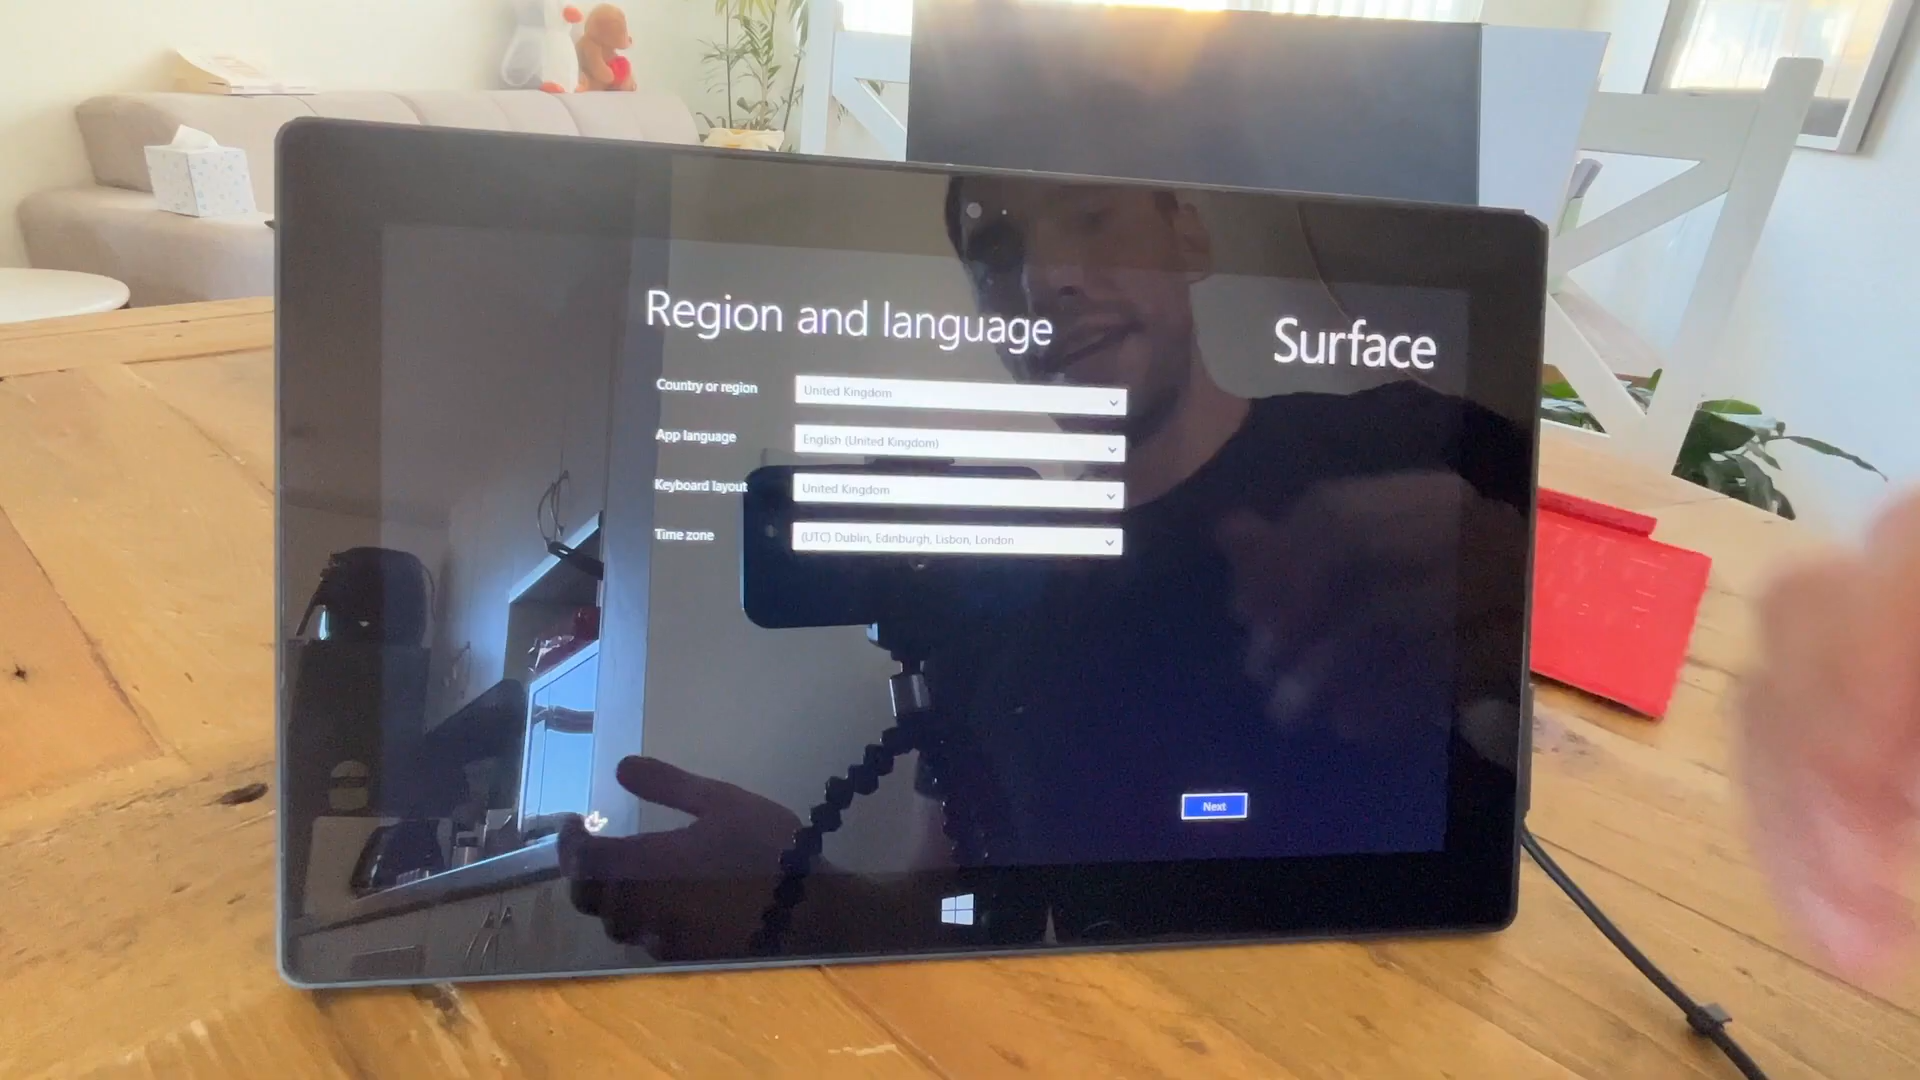 Region and language
Surface
Country or region
United Kingdom
App language
English (United Kingdom)
Keyboard layout
United Kingdom
Time zone
(UTC) Dublin, Edinburgh, Lisbon, London
Next